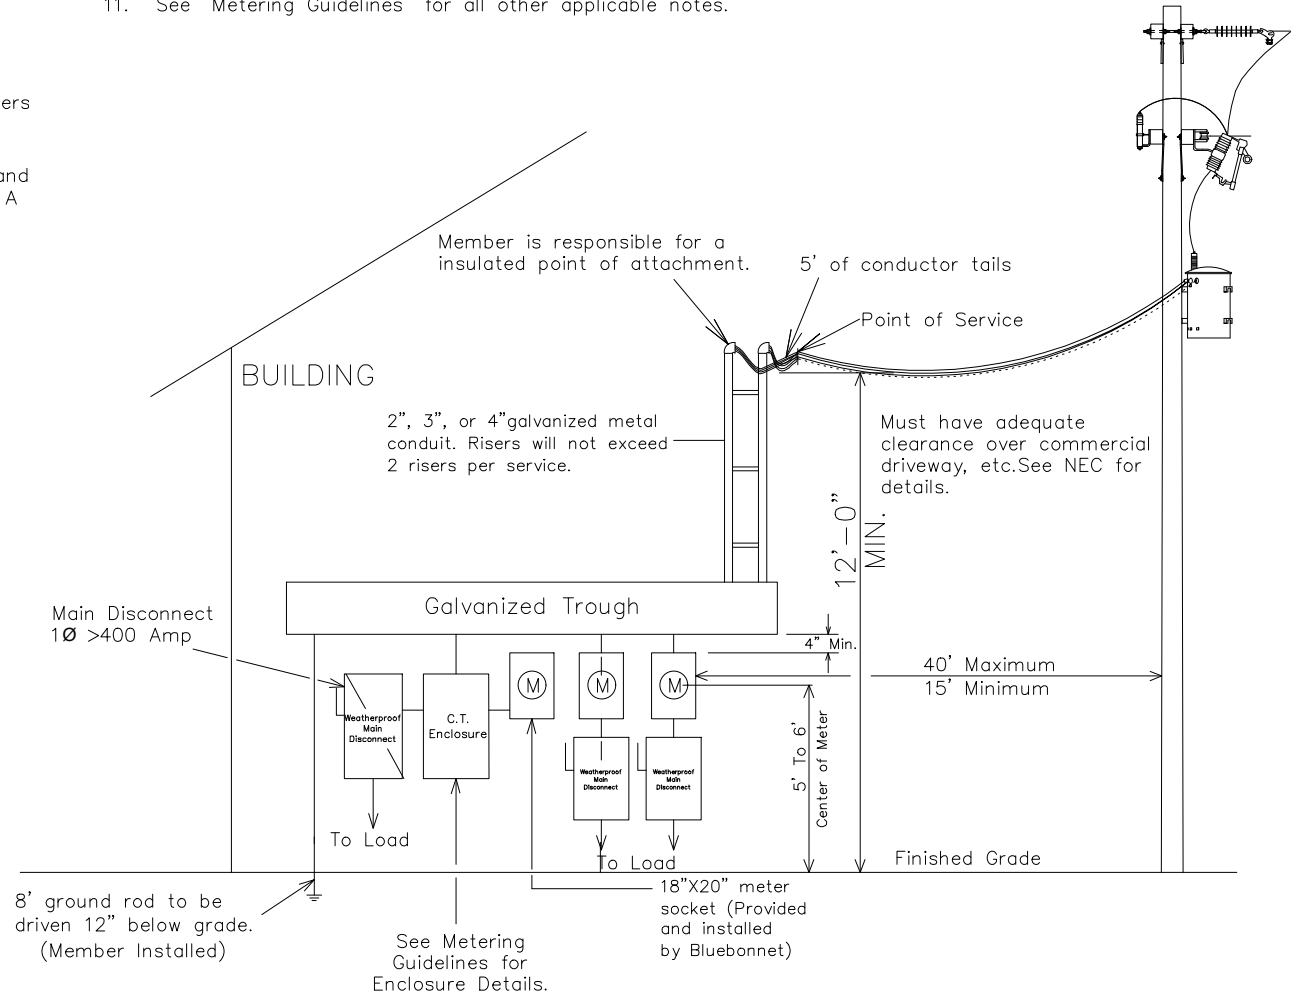 11. See Metering Guidelines for all other applicable notes.
ers
and
A
Member is responsible for a
insulated point of attachment.
5' of conductor tails
Point of Service
BUILDING
2”, 3”, or 4”galvanized metal
conduit. Risers will not exceed
2 risers per service.
Must have adequate
clearance over commercial
driveway, etc.See NEC for
details.
12'-0”
MIN.
Galvanized Trough
Main Disconnect
1Ø >400 Amp
4” Min.
40' Maximum
15' Minimum
M
M
M
Weatherproof
Main
Disconnect
C.T.
Enclosure
Weatherproof
Main
Disconnect
Weatherproof
Main
Disconnect
5' To 6'
Center of Meter
To Load
To Load
Finished Grade
8' ground rod to be
driven 12” below grade.
(Member Installed)
18”X20” meter
socket (Provided
and installed
by Bluebonnet)
See Metering
Guidelines for
Enclosure Details.